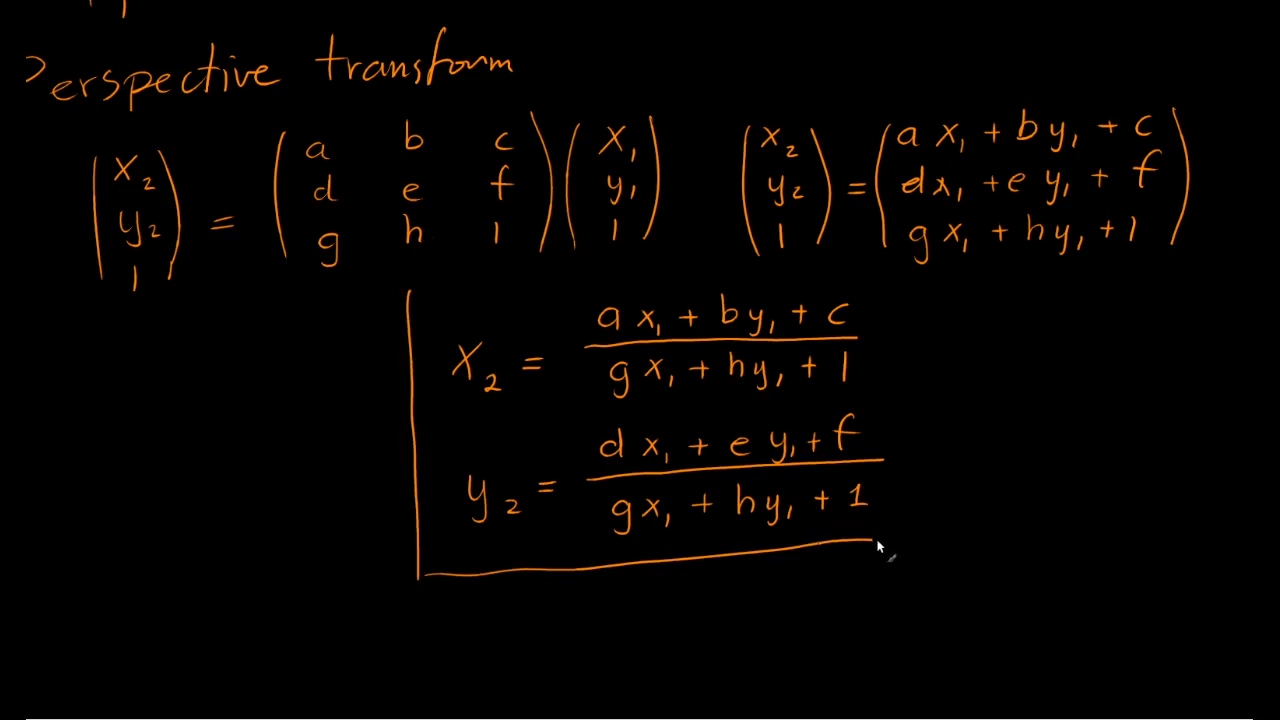 Perspective transform
( x₂ y₂ 1 ) = ( a b c d e f g h 1 ) ( x₁ y₁ 1 )
( x₂ y₂ 1 ) = ( a x₁ + b y₁ + c d x₁ + e y₁ + f g x₁ + h y₁ + 1 )
x₂ = a x₁ + b y₁ + c / g x₁ + h y₁ + 1
y₂ = d x₁ + e y₁ + f / g x₁ + h y₁ + 1